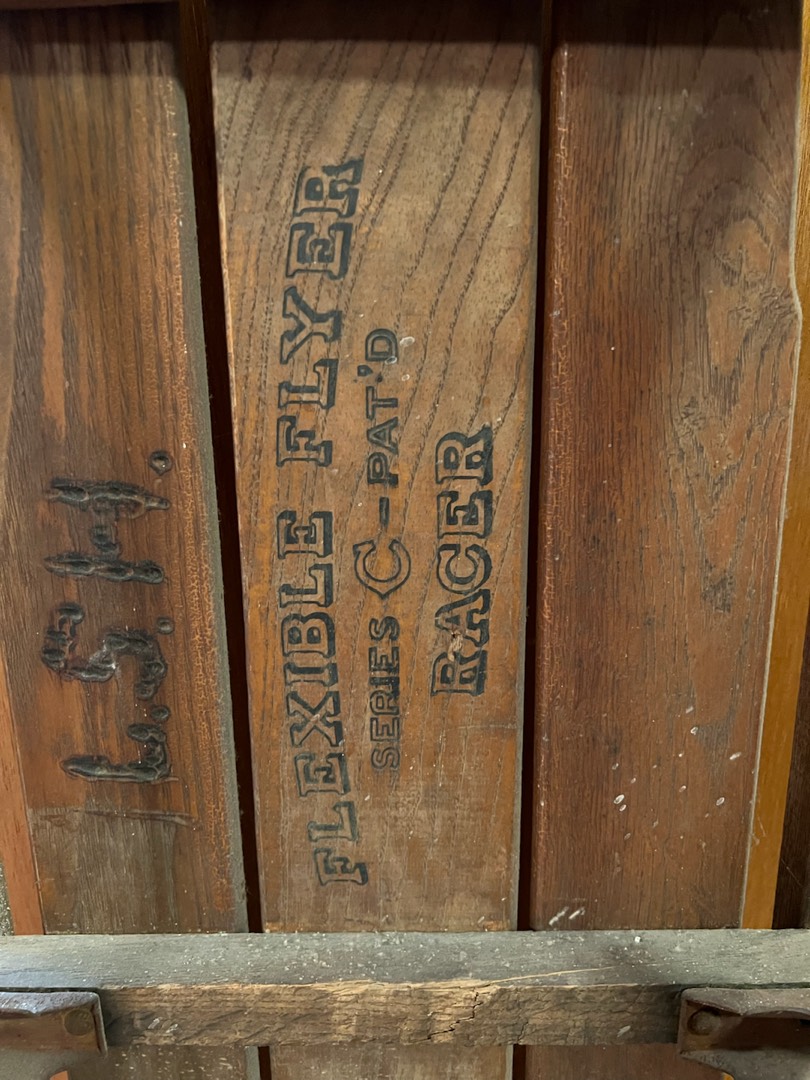 L.S.H.
FLEXIBLE FLYER
SERIES C-PAT'D
RACER